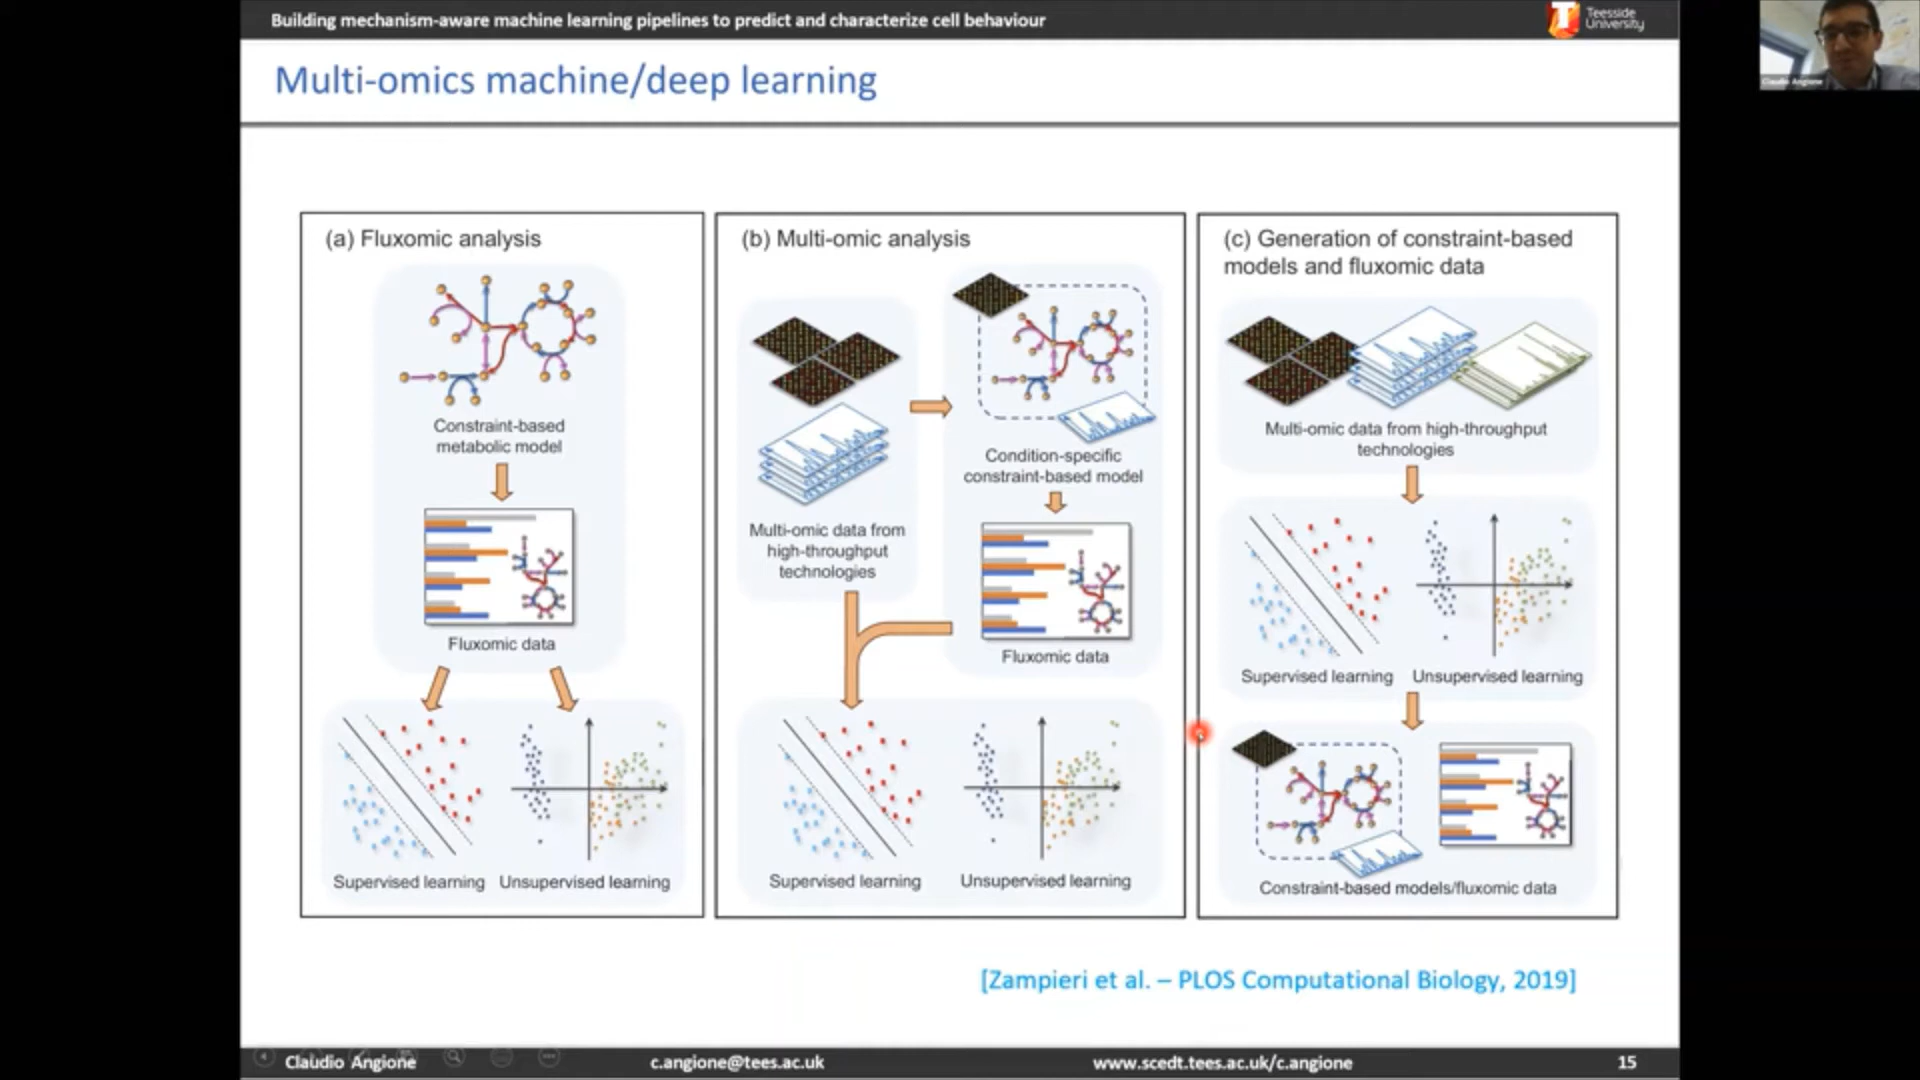 Building mechanism-aware machine learning pipelines to predict and characterize cell behaviour
Teesside
University
Claudio Angione
Multi-omics machine/deep learning
(a) Fluxomic analysis
Constraint-based
metabolic model
Fluxomic data
Supervised learning
Unsupervised learning
(b) Multi-omic analysis
Multi-omic data from
high-throughput
technologies
Condition-specific
constraint-based model
Fluxomic data
Supervised learning
Unsupervised learning
(c) Generation of constraint-based
models and fluxomic data
Multi-omic data from high-throughput
technologies
Supervised learning
Unsupervised learning
Constraint-based models/fluxomic data
[Zampieri et al. – PLOS Computational Biology, 2019]
Claudio Angione
c.angione@tees.ac.uk
www.scedt.tees.ac.uk/c.angione
15